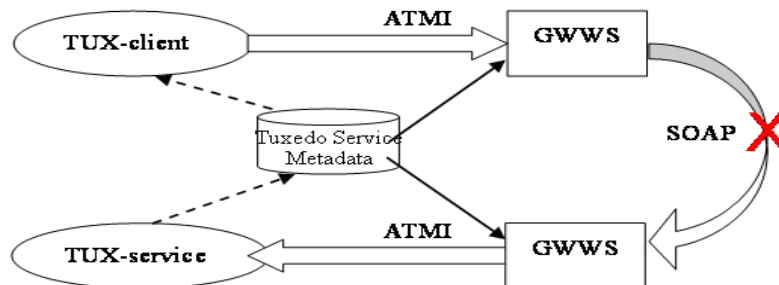 ATMI
TUX-client
GWWS
Tuxedo Service
Metadata
SOAP
ATMI
TUX-service
GWWS